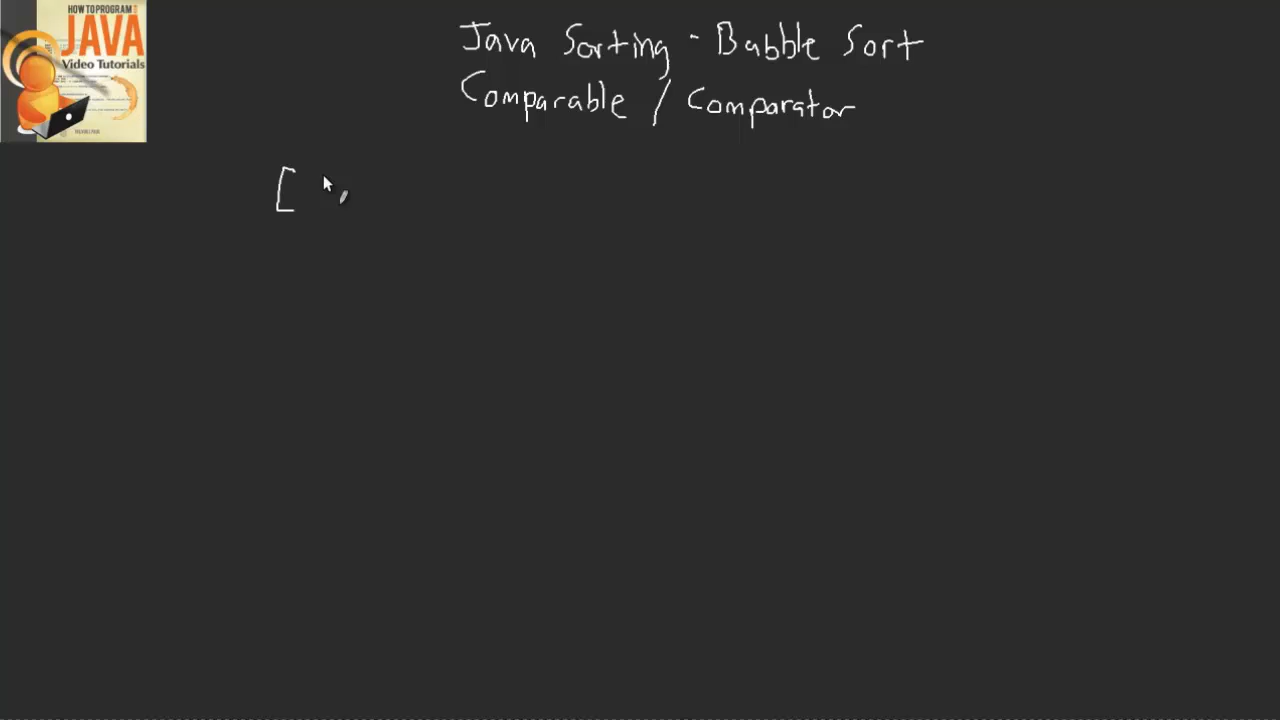 HOW TO PROGRAM
JAVA
Video Tutorials
Java Sorting - Bubble Sort
Comparable / Comparator
[